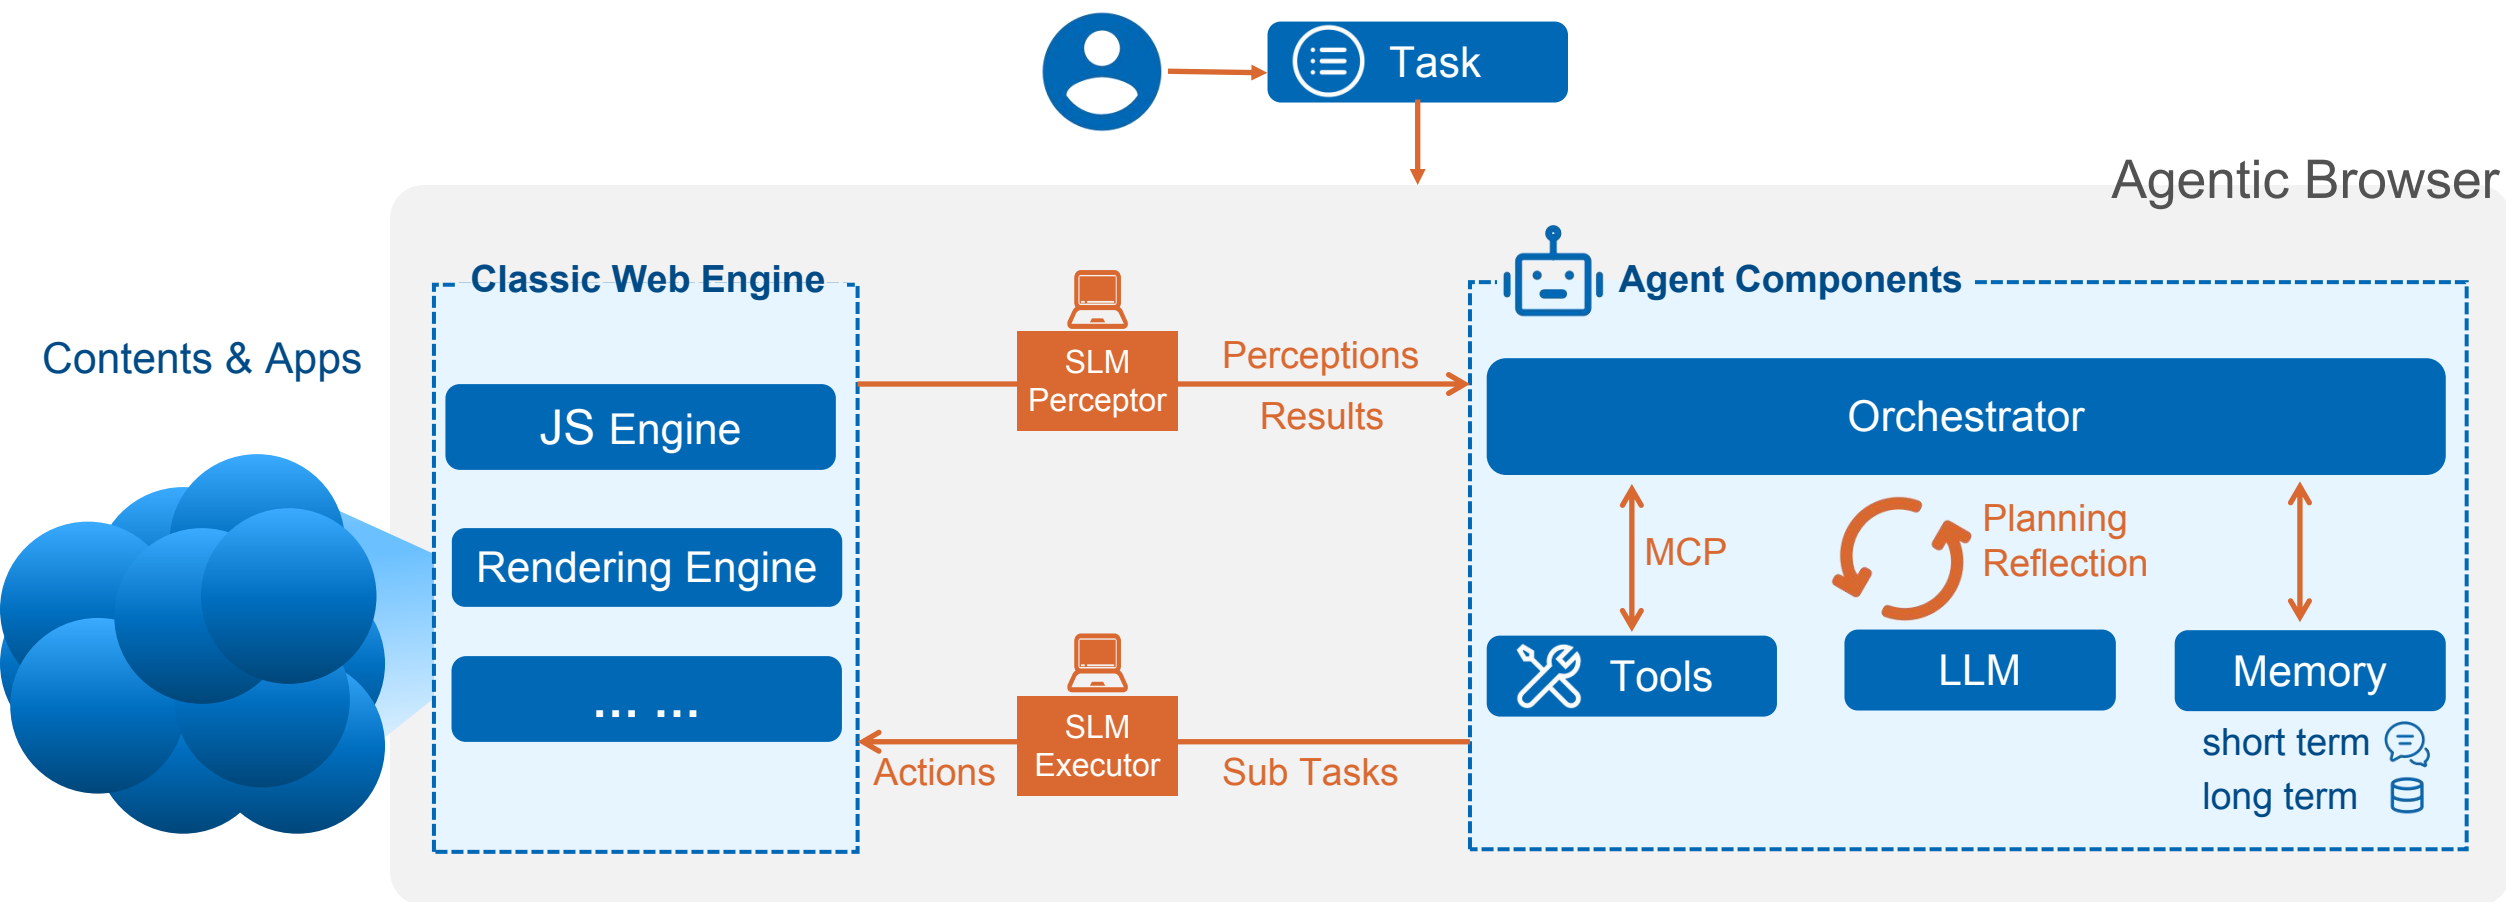 Task
Agentic Browser
Classic Web Engine
Agent Components
Contents & Apps
SLM
Perceptor
Perceptions
Results
JS Engine
Orchestrator
Rendering Engine
MCP
Planning
Reflection
... ...
Tools
LLM
Memory
SLM
Executor
Actions
Sub Tasks
short term
long term